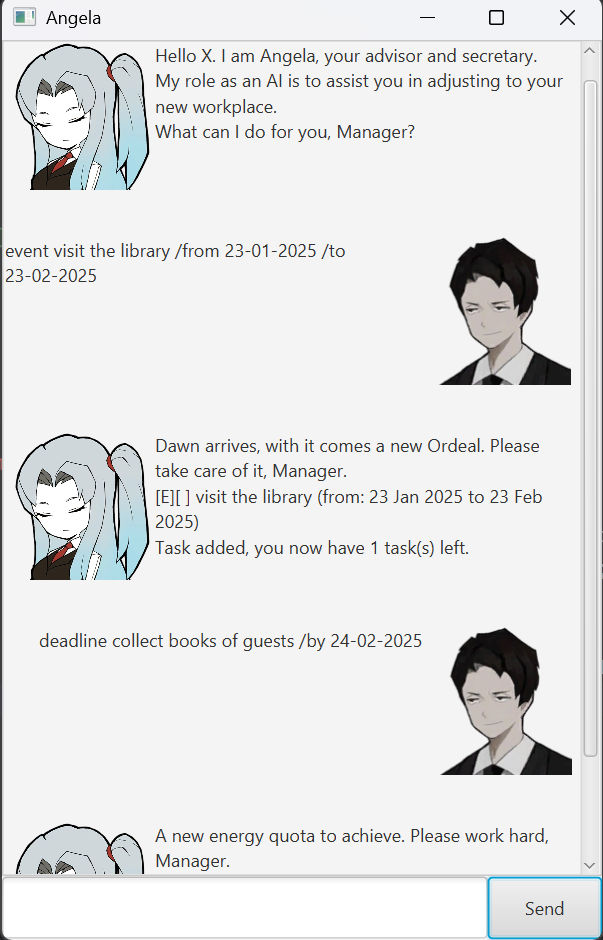 Angela
Hello X. I am Angela, your advisor and secretary.
My role as an AI is to assist you in adjusting to your
new workplace.
What can I do for you, Manager?
event visit the library /from 23-01-2025 /to
23-02-2025
Dawn arrives, with it comes a new Ordeal. Please
take care of it, Manager.
[E][ ] visit the library (from: 23 Jan 2025 to 23 Feb
2025)
Task added, you now have 1 task(s) left.
deadline collect books of guests /by 24-02-2025
A new energy quota to achieve. Please work hard,
Manager.
Send